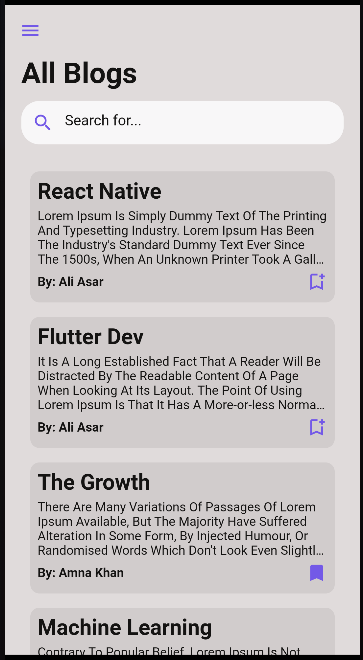 All Blogs
Search for...
React Native
Lorem Ipsum Is Simply Dummy Text Of The Printing
And Typesetting Industry. Lorem Ipsum Has Been
The Industry's Standard Dummy Text Ever Since
The 1500s, When An Unknown Printer Took A Gall...
By: Ali Asar
Flutter Dev
It Is A Long Established Fact That A Reader Will Be
Distracted By The Readable Content Of A Page
When Looking At Its Layout. The Point Of Using
Lorem Ipsum Is That It Has A More-or-less Norma...
By: Ali Asar
The Growth
There Are Many Variations Of Passages Of Lorem
Ipsum Available, But The Majority Have Suffered
Alteration In Some Form, By Injected Humour, Or
Randomised Words Which Don't Look Even Slightl...
By: Amna Khan
Machine Learning
Contrary To Popular Belief, Lorem Ipsum Is Not